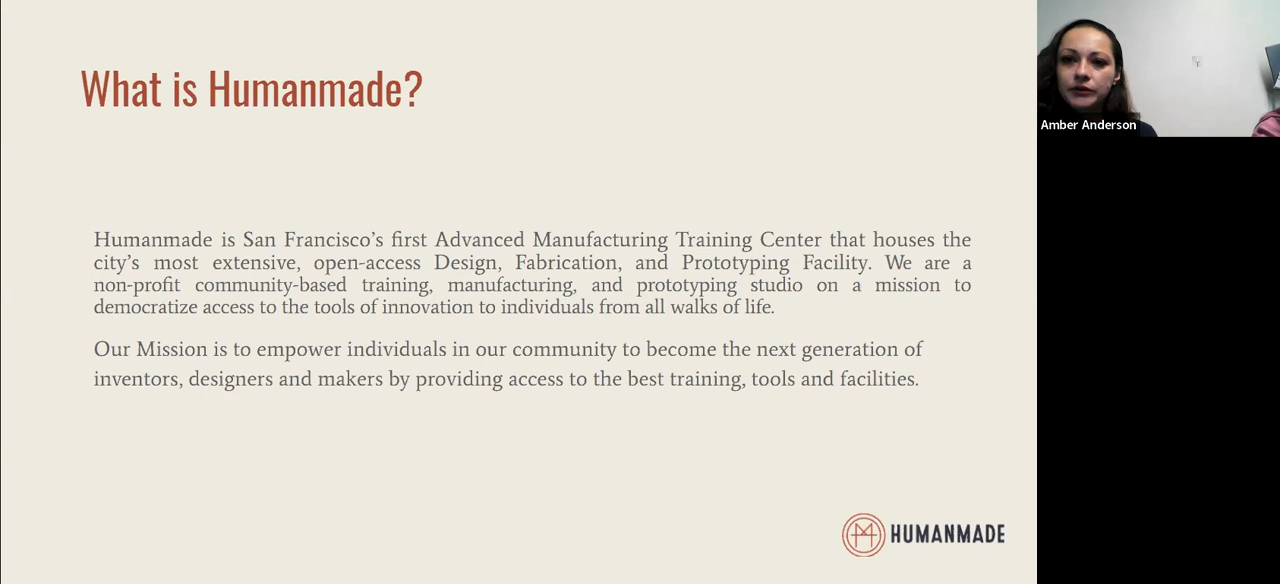 What is Humanmade?
Amber Anderson
Humanmade is San Francisco’s first Advanced Manufacturing Training Center that houses the
city’s most extensive, open-access Design, Fabrication, and Prototyping Facility. We are a
non-profit community-based training, manufacturing, and prototyping studio on a mission to
democratize access to the tools of innovation to individuals from all walks of life.
Our Mission is to empower individuals in our community to become the next generation of
inventors, designers and makers by providing access to the best training, tools and facilities.
HUMANMADE